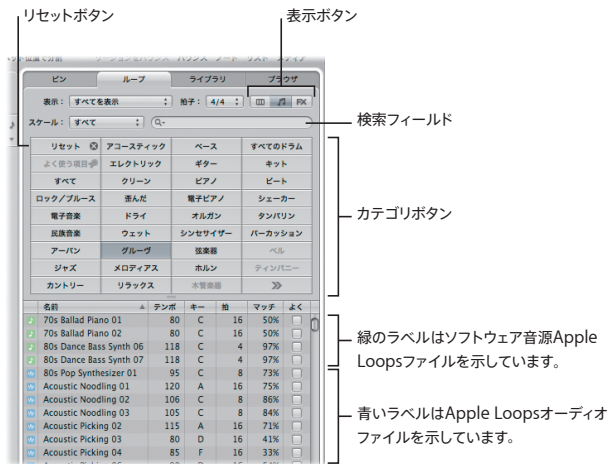 リセットボタン
表示ボタン
ビン ループ ライブラリ ブラウザ
表示： すべてを表示 拍子： 4/4 FX
スケール： すべて
検索フィールド
リセット アコースティック ベース すべてのドラム
よく使う項目 エレクトリック ギター キット
すべて クリーン ピアノ ビート
ロック／ブルース 歪んだ 電子ピアノ シェーカー
電子音楽 ドライ オルガン タンバリン
民族音楽 ウェット シンセサイザー パーカッション
アーバン グルーヴ 弦楽器 ベル
ジャズ メロディアス ホルン ティンパニー
カントリー リラックス 木管楽器
カテゴリボタン
名前 テンポ キー 拍 マッチ よく
70s Ballad Piano 01 80 C 16 50%
70s Ballad Piano 02 80 C 16 50%
80s Dance Bass Synth 06 118 C 4 97%
80s Dance Bass Synth 07 118 C 4 97%
80s Pop Synthesizer 01 95 C 8 73%
Acoustic Noodling 01 120 A 16 75%
Acoustic Noodling 02 106 C 8 86%
Acoustic Noodling 03 105 C 8 84%
Acoustic Picking 02 115 A 16 71%
Acoustic Picking 03 80 D 16 41%
Acoustic Picking 04 85 F 16 33%
緑のラベルはソフトウェア音源Apple
Loopsファイルを示しています。
青いラベルはApple Loopsオーディオ
ファイルを示しています。